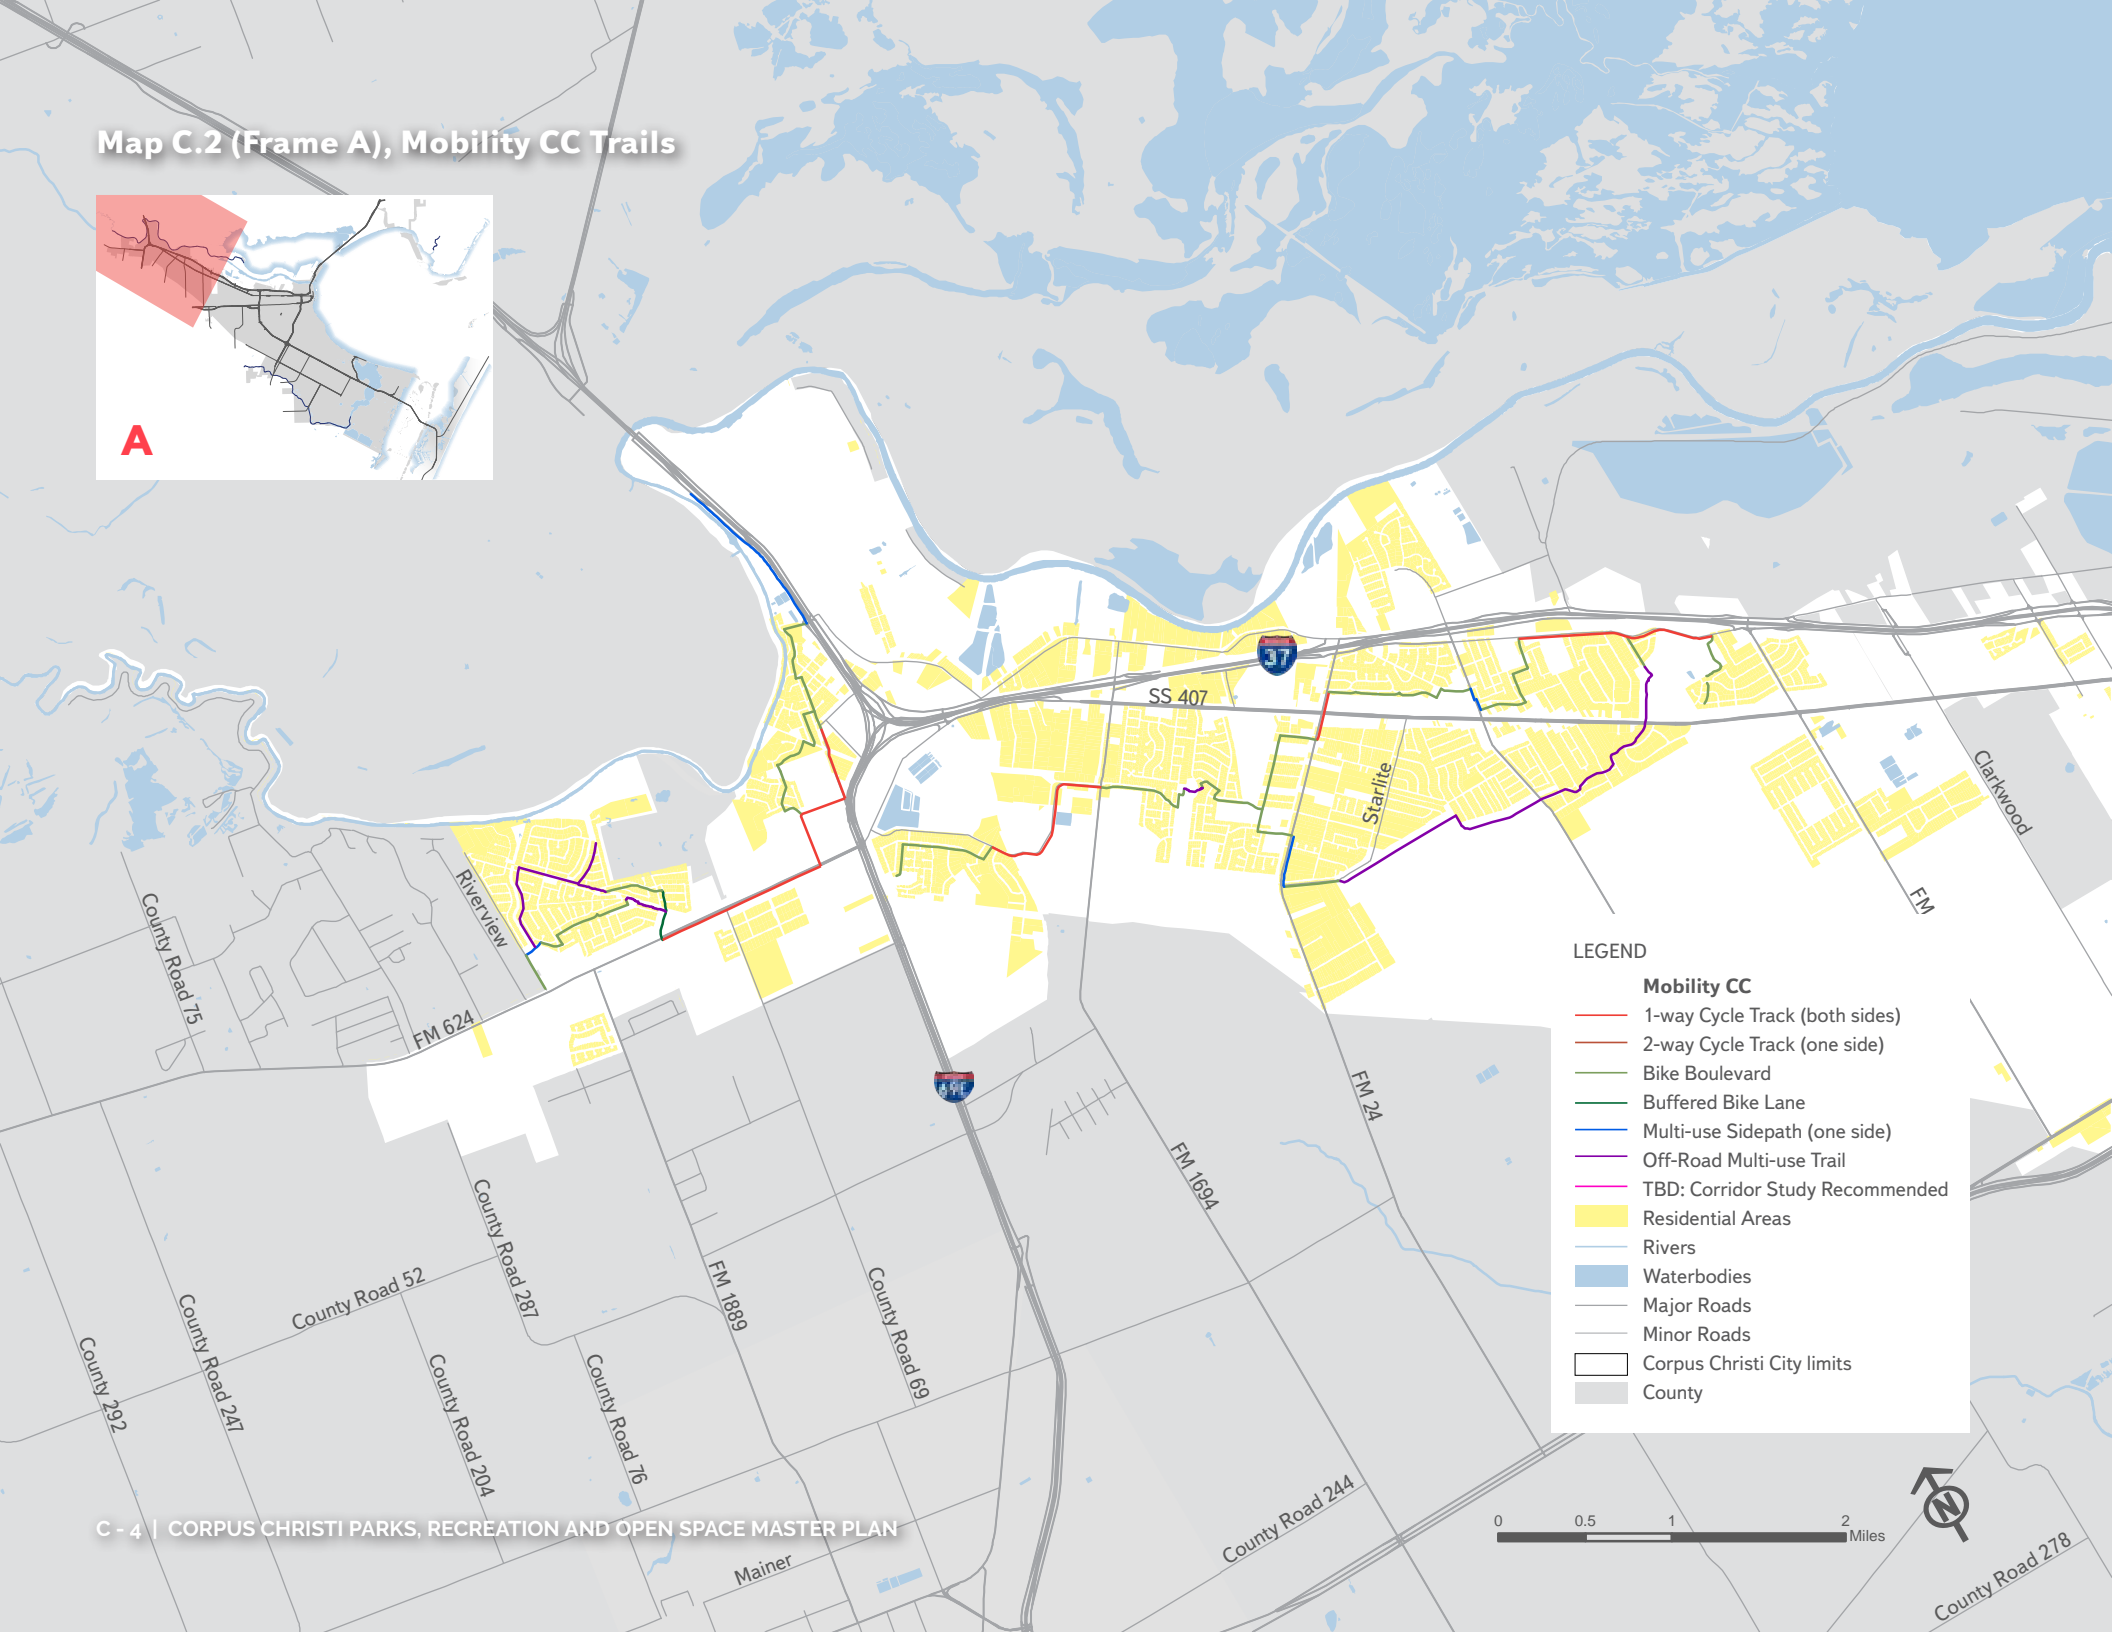 Map C.2 (Frame A), Mobility CC Trails
A
37
SS 407
Starlite
Clarkwood
FM
Riverview
County Road 75
FM 624
FM 24
FM 1694
County Road 287
County Road 52
FM 1889
County Road 69
County Road 247
County 292
County Road 204
County Road 76
County Road 244
County Road 278
Mainer
LEGEND
Mobility CC
1-way Cycle Track (both sides)
2-way Cycle Track (one side)
Bike Boulevard
Buffered Bike Lane
Multi-use Sidepath (one side)
Off-Road Multi-use Trail
TBD: Corridor Study Recommended
Residential Areas
Rivers
Waterbodies
Major Roads
Minor Roads
Corpus Christi City limits
County
0 0.5 1 2
Miles
N
C - 4 | CORPUS CHRISTI PARKS, RECREATION AND OPEN SPACE MASTER PLAN